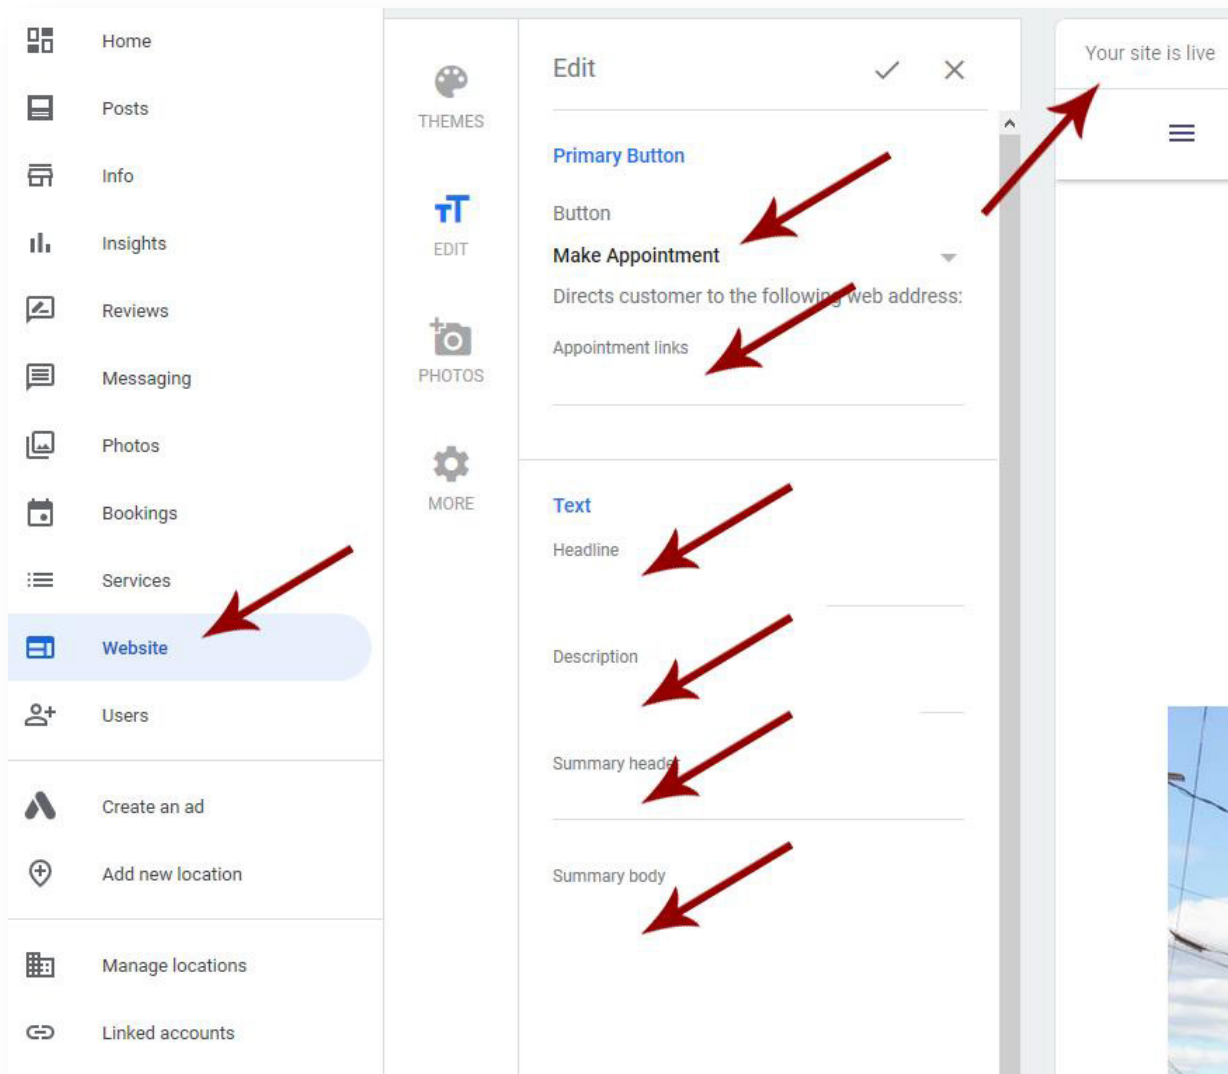 Home
Posts
Info
Insights
Reviews
Messaging
Photos
Bookings
Services
Website
Users
Create an ad
Add new location
Manage locations
Linked accounts
THEMES
EDIT
PHOTOS
MORE
Edit
Primary Button
Button
Make Appointment
Directs customer to the following web address:
Appointment links
Text
Headline
Description
Summary header
Summary body
Your site is live